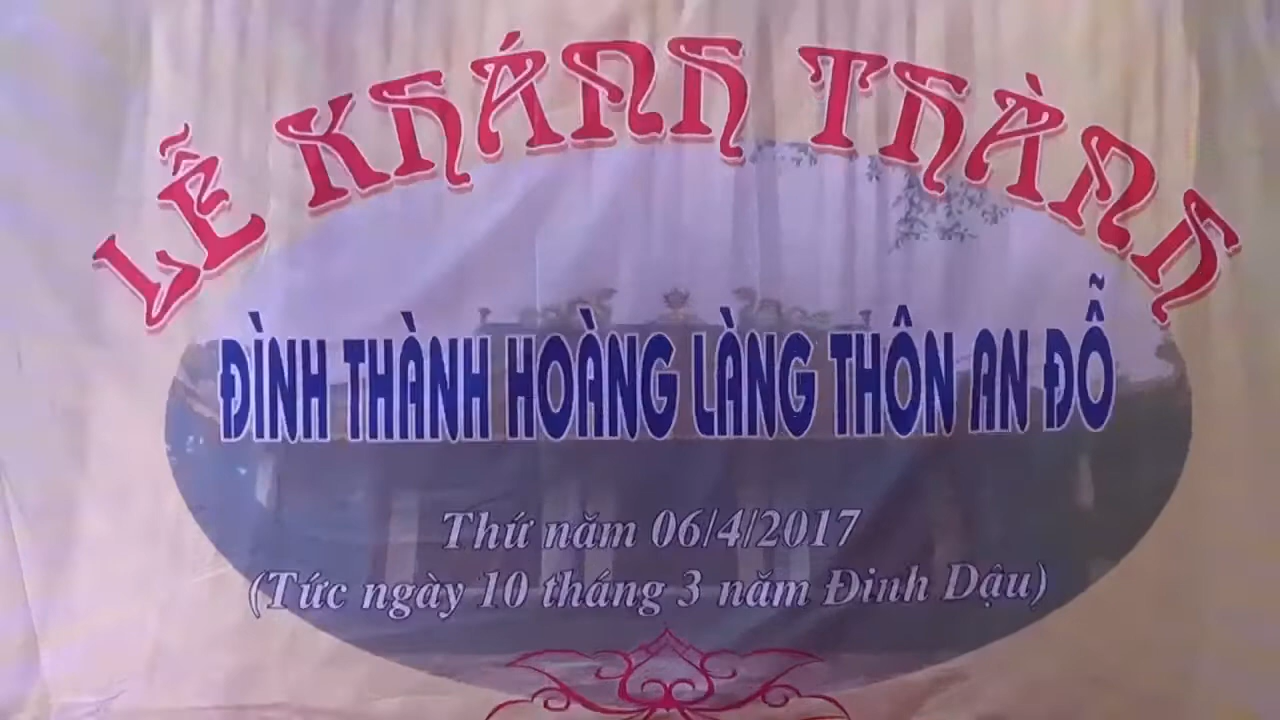 LỄ KHÁNH THÀNH
ĐÌNH THÀNH HOÀNG LÀNG THÔN AN ĐỖ
Thứ năm 06/4/2017
(Tức ngày 10 tháng 3 năm Đinh Dậu)